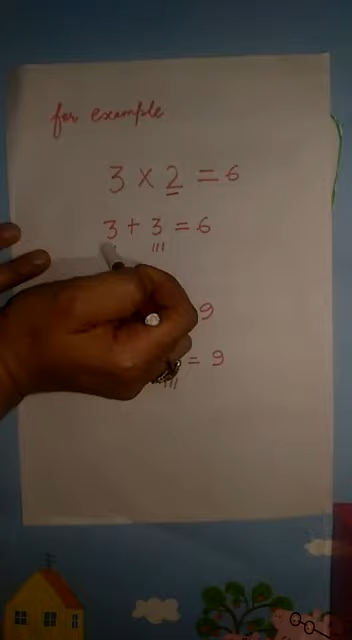 for example
3 × 2 = 6
3 + 3 = 6
9
= 9